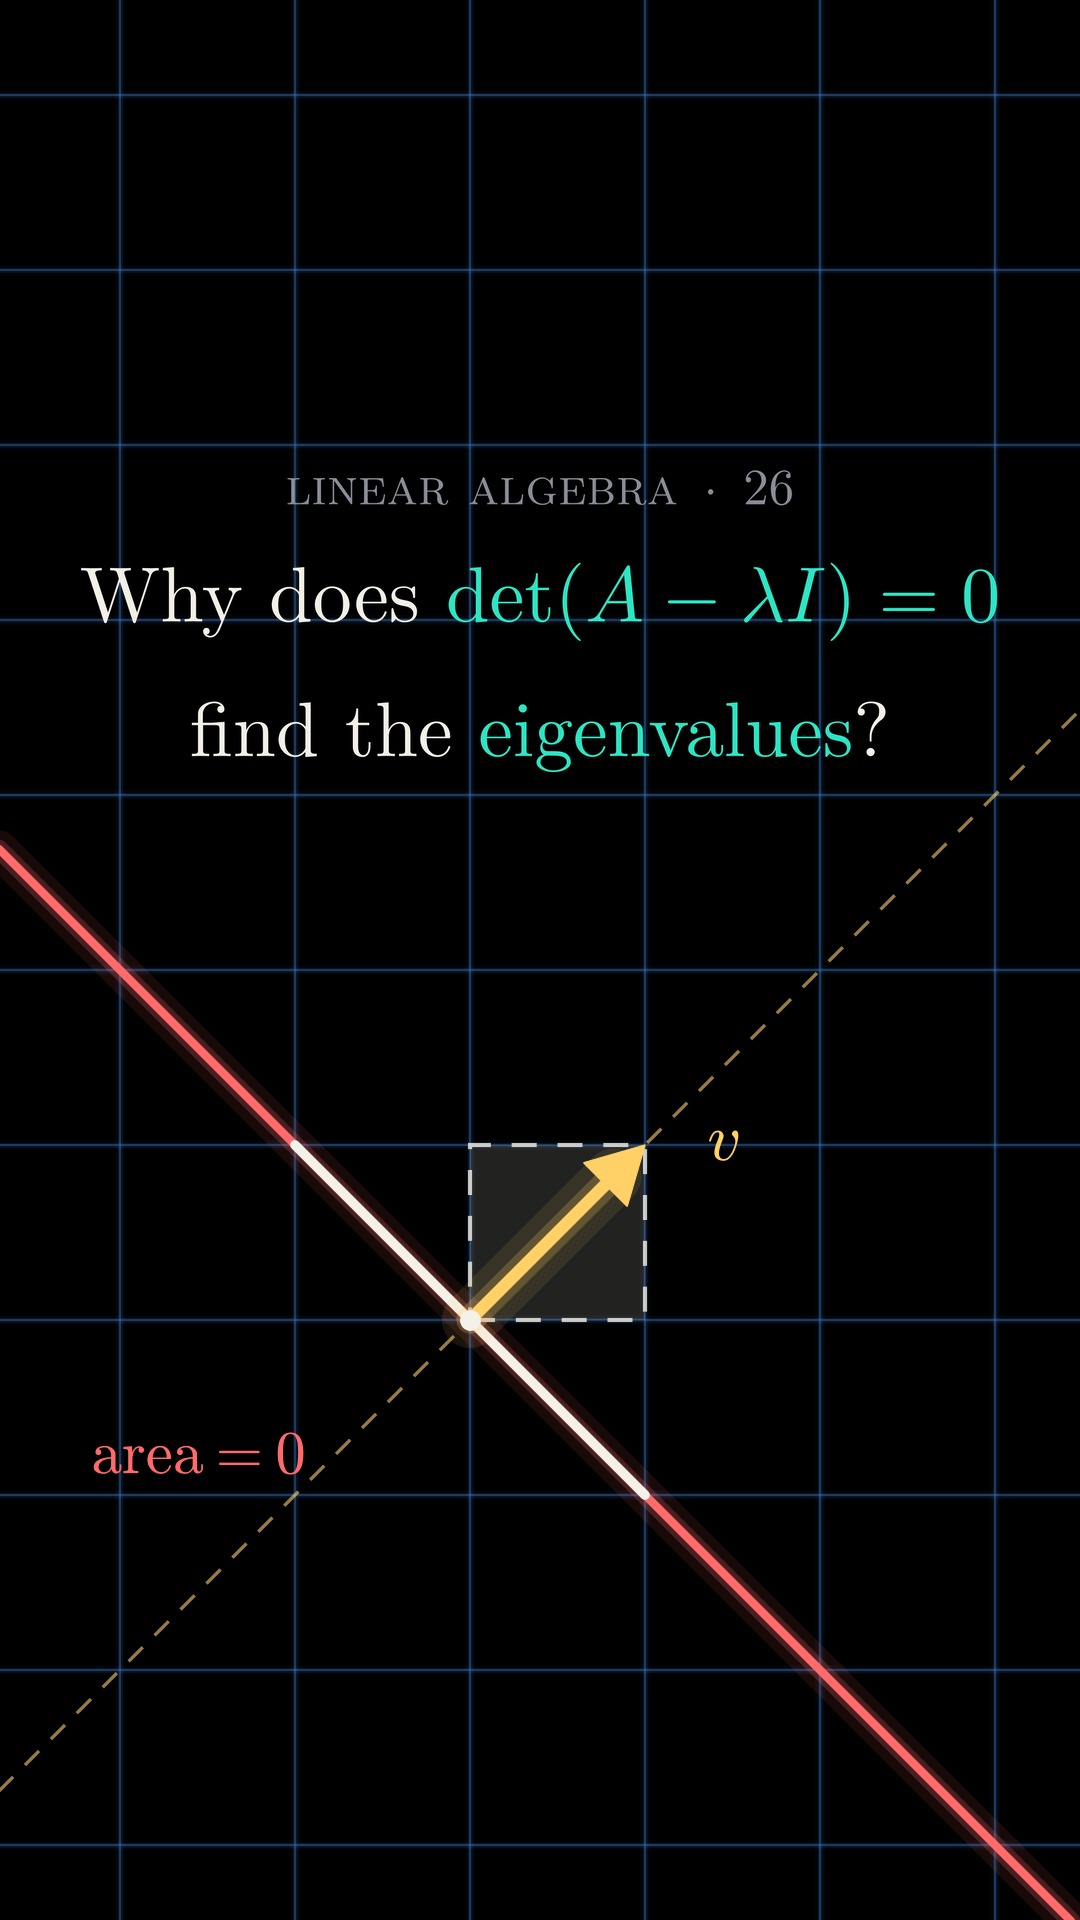 LINEAR ALGEBRA · 26
Why does det(A − λI) = 0
find the eigenvalues?
v
area = 0